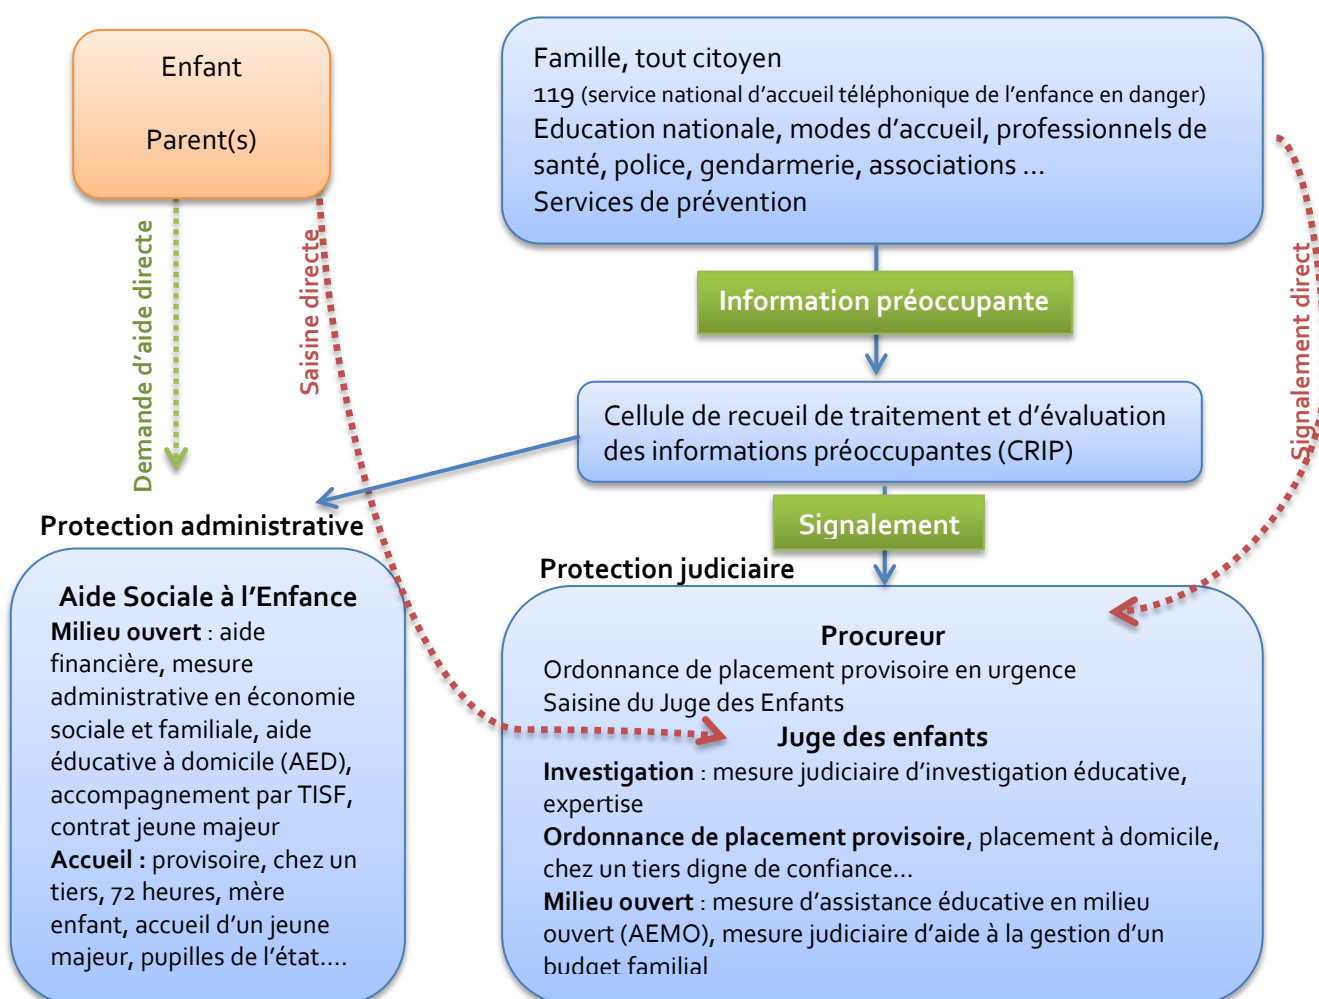 Enfant
Parent(s)
Famille, tout citoyen
119 (service national d'accueil téléphonique de l'enfance en danger)
Education nationale, modes d'accueil, professionnels de
santé, police, gendarmerie, associations ...
Services de prévention
Demande d'aide directe
Saisine directe
Information préoccupante
Signalement direct
Cellule de recueil de traitement et d'évaluation
des informations préoccupantes (CRIP)
Signalement
Protection administrative
Aide Sociale à l'Enfance
Milieu ouvert : aide
financière, mesure
administrative en économie
sociale et familiale, aide
éducative à domicile (AED),
accompagnement par TISF,
contrat jeune majeur
Accueil : provisoire, chez un
tiers, 72 heures, mère
enfant, accueil d'un jeune
majeur, pupilles de l'état....
Protection judiciaire
Procureur
Ordonnance de placement provisoire en urgence
Saisine du Juge des Enfants
Juge des enfants
Investigation : mesure judiciaire d'investigation éducative,
expertise
Ordonnance de placement provisoire, placement à domicile,
chez un tiers digne de confiance...
Milieu ouvert : mesure d'assistance éducative en milieu
ouvert (AEMO), mesure judiciaire d'aide à la gestion d'un
budget familial